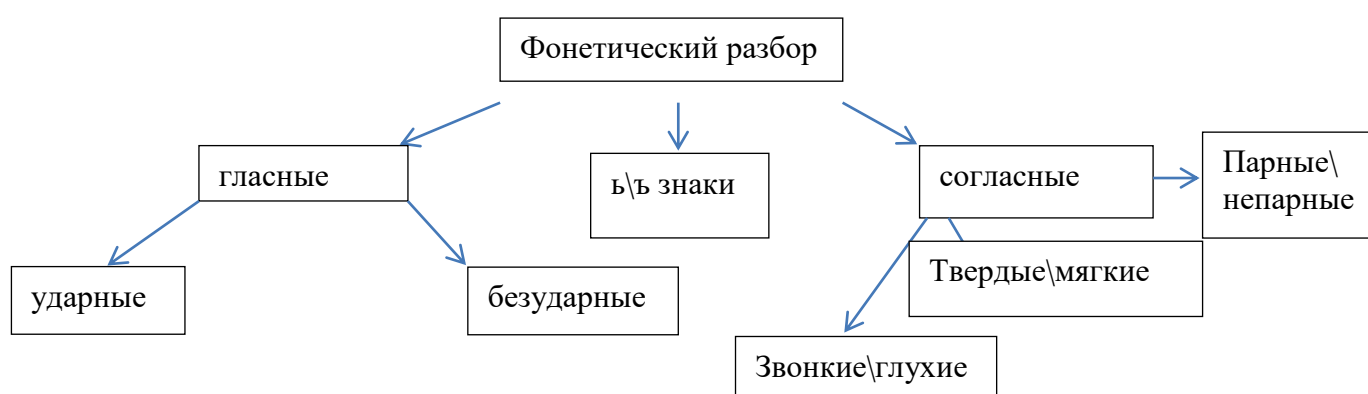 Фонетический разбор
гласные
ь\ъ знаки
согласные
Парные\
непарные
ударные
безударные
Твердые\мягкие
Звонкие\глухие